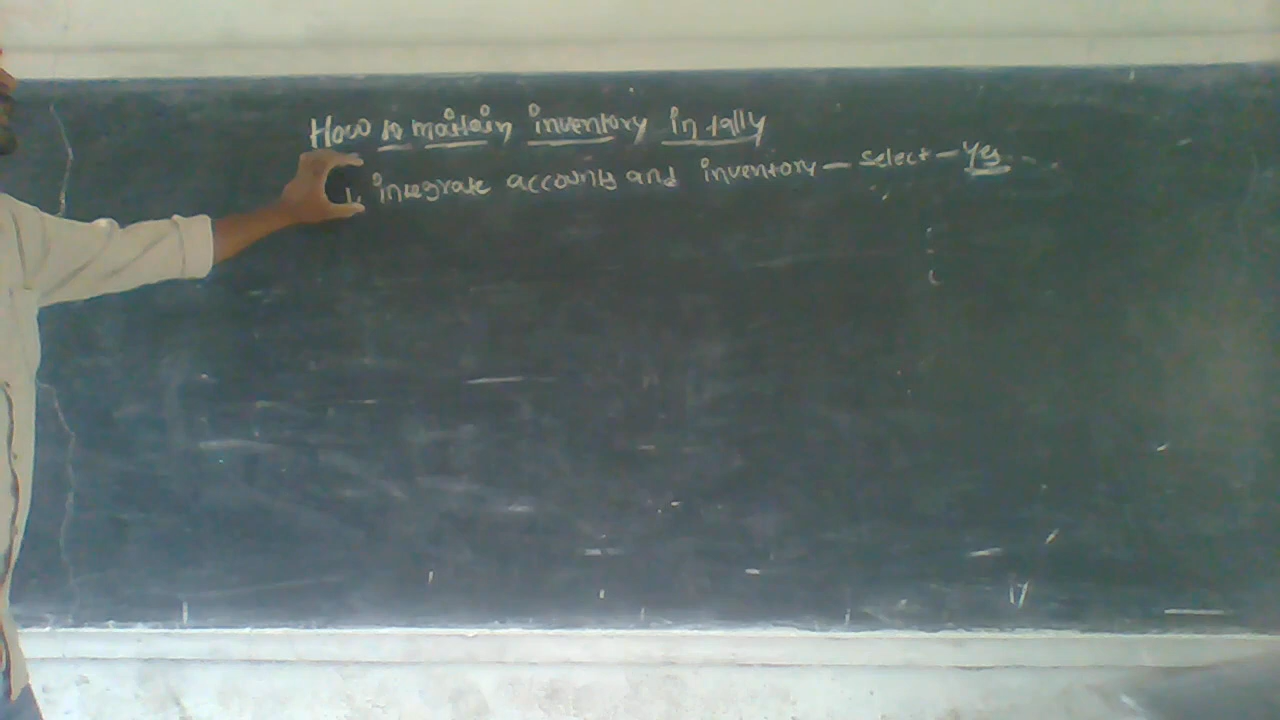 How to maitain inventory in tally
1. integrate accounts and inventory – select – Yes